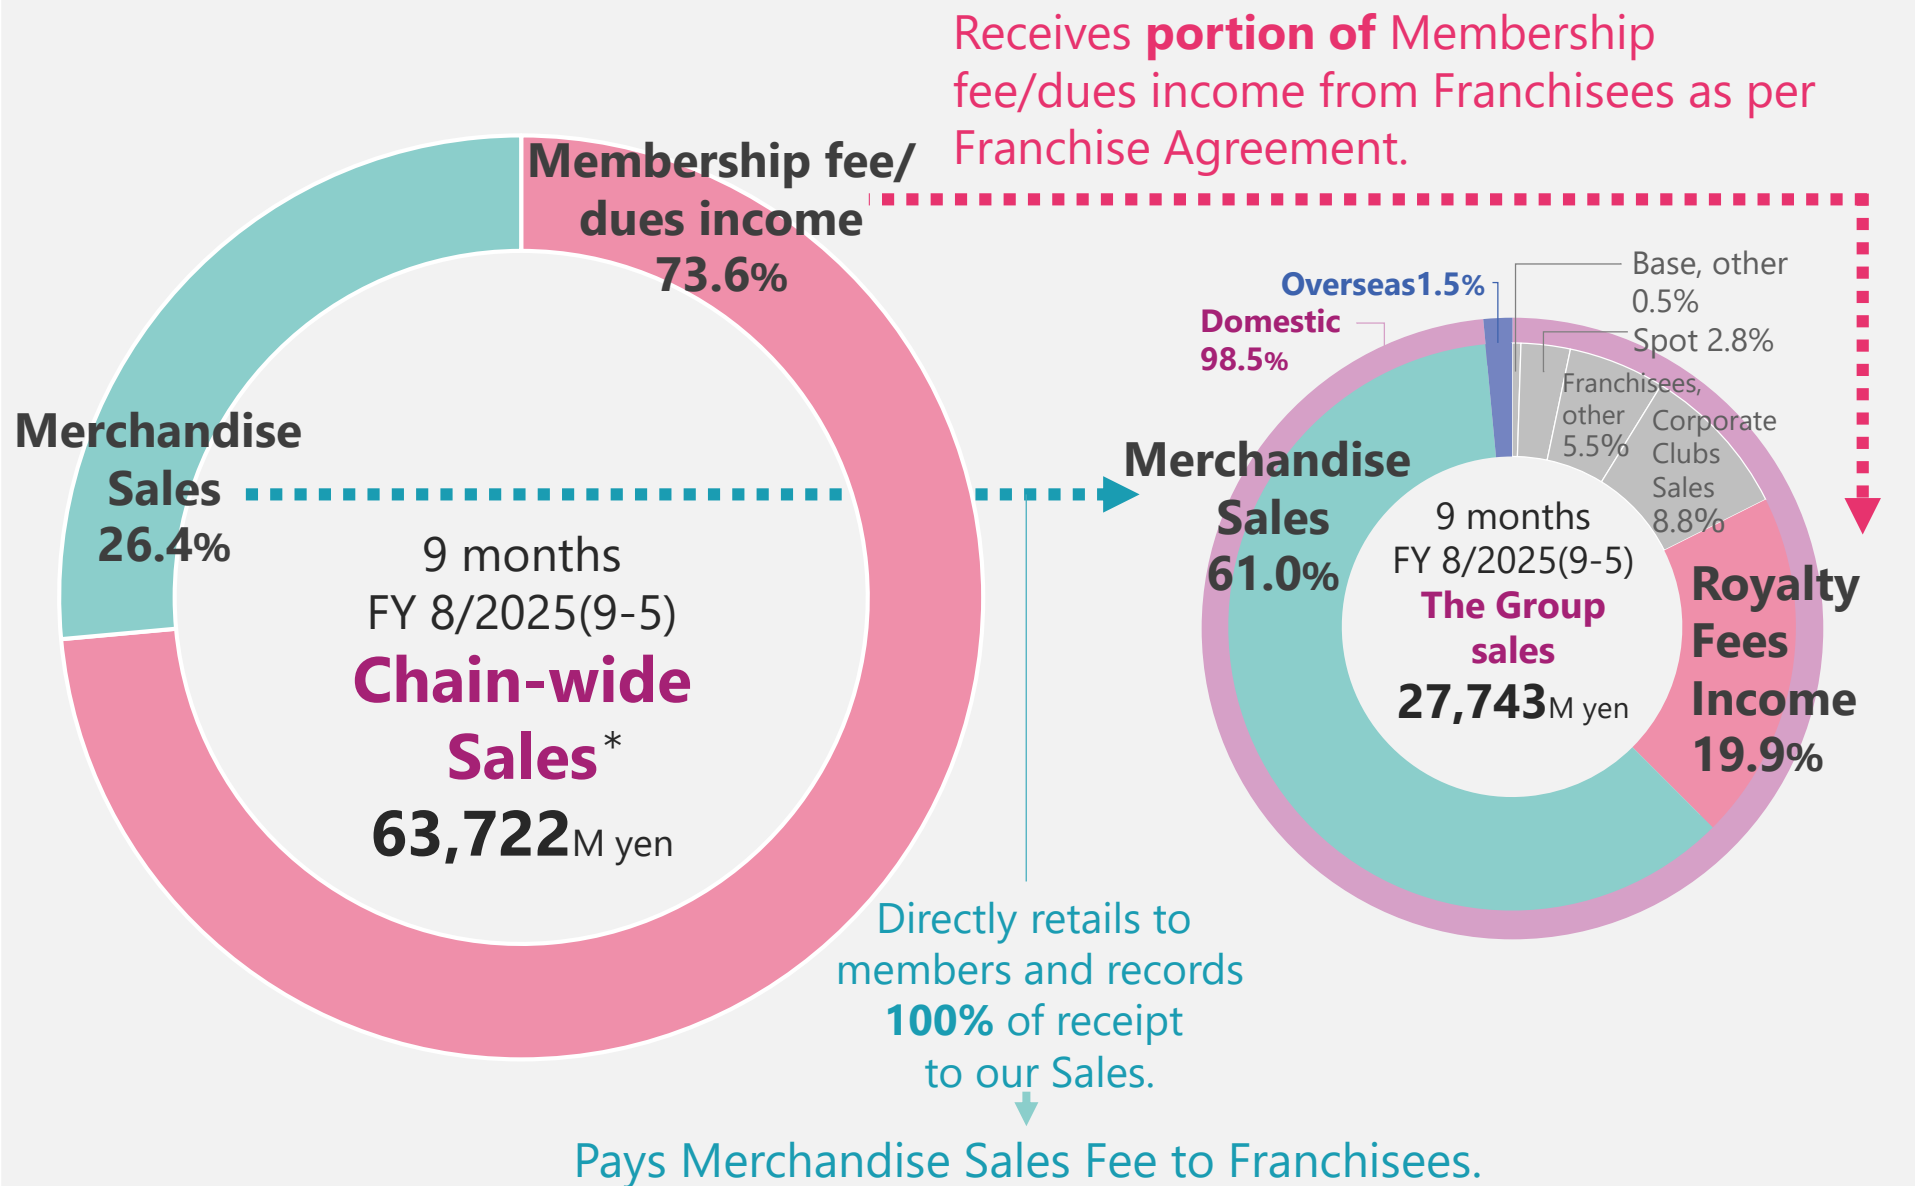 Receives portion of Membership
fee/dues income from Franchisees as per
Franchise Agreement.
Membership fee/
dues income
73.6%
Merchandise
Sales
26.4%
9 months
FY 8/2025(9-5)
Chain-wide
Sales*
63,722M yen
Overseas1.5%
Domestic
98.5%
Base, other
0.5%
Spot 2.8%
Franchisees,
other
5.5%
Corporate
Clubs
Sales
8.8%
Merchandise
Sales
61.0%
9 months
FY 8/2025(9-5)
The Group
sales
27,743M yen
Royalty
Fees
Income
19.9%
Directly retails to
members and records
100% of receipt
to our Sales.
Pays Merchandise Sales Fee to Franchisees.